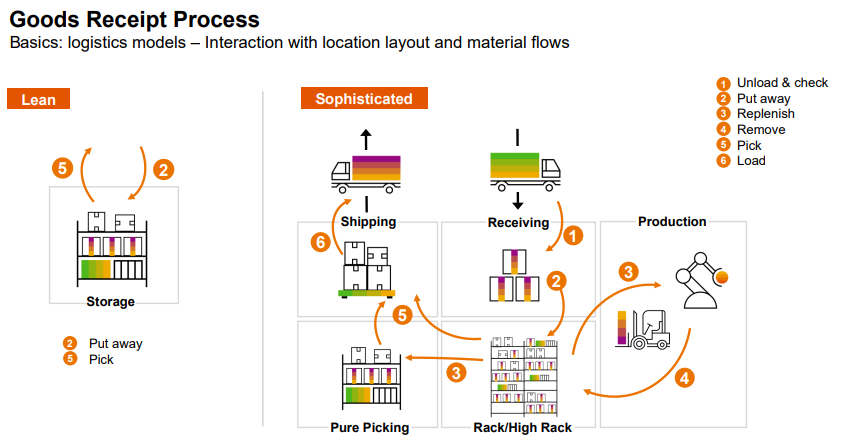 Goods Receipt Process
Basics: logistics models – Interaction with location layout and material flows
Lean
5
2
Storage
2 Put away
5 Pick
Sophisticated
1 Unload & check
2 Put away
3 Replenish
4 Remove
5 Pick
6 Load
Shipping
Receiving
Production
6
1
2
3
5
3
4
Pure Picking
Rack/High Rack